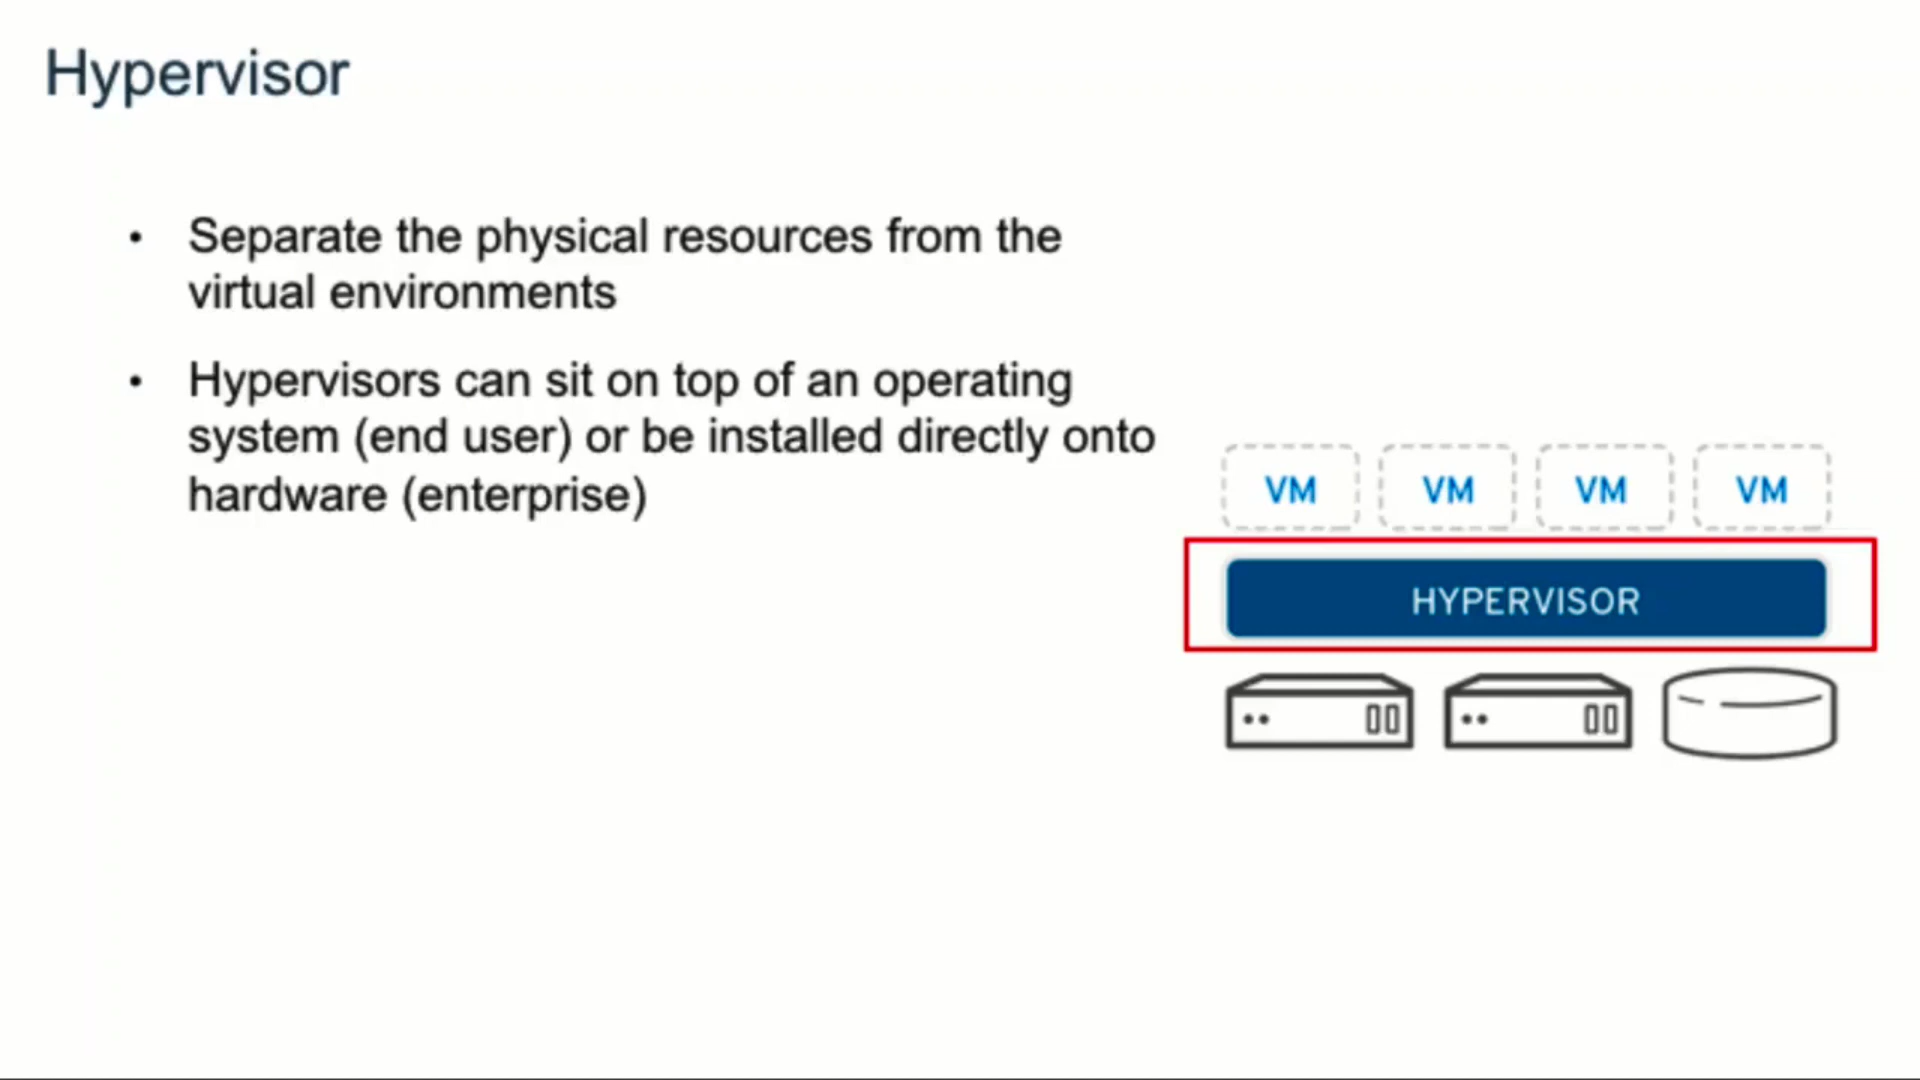 Hypervisor
• Separate the physical resources from the
virtual environments
• Hypervisors can sit on top of an operating
system (end user) or be installed directly onto
hardware (enterprise)
VM VM VM VM
HYPERVISOR